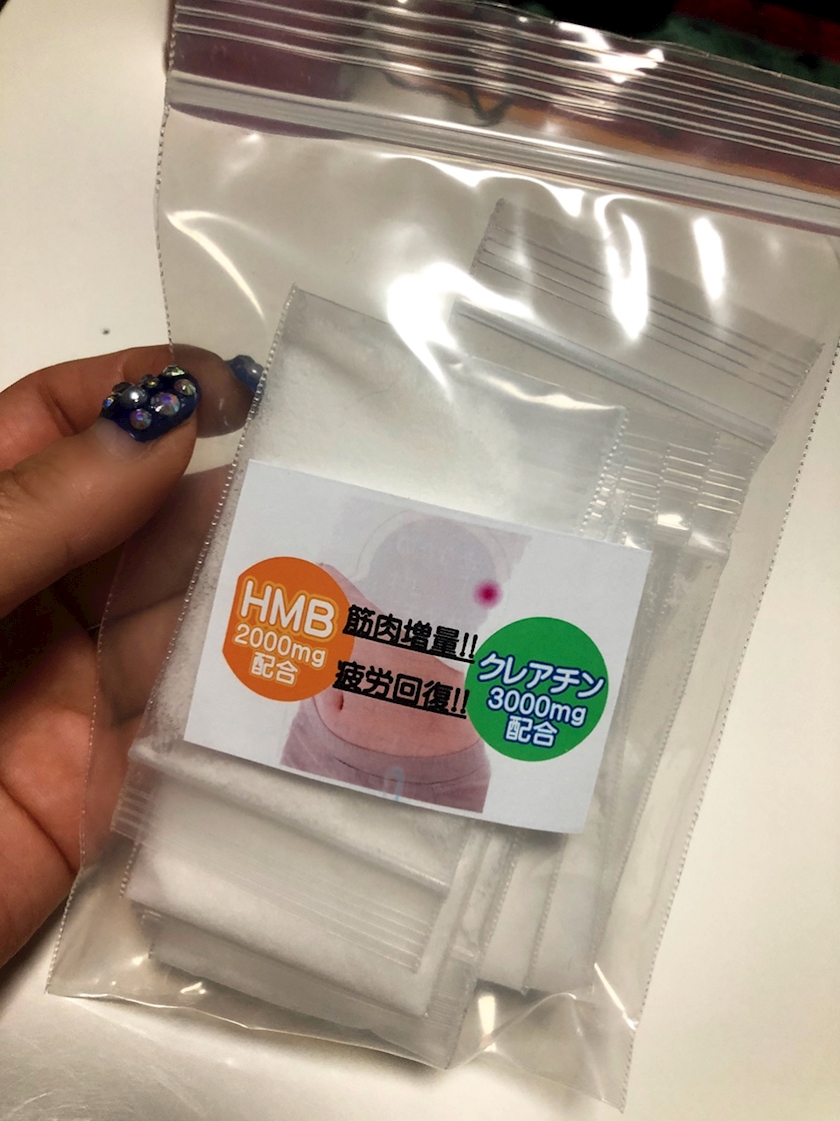 HMB
2000mg
配合
筋肉増量!!
疲労回復!!
クレアチン
3000mg
配合